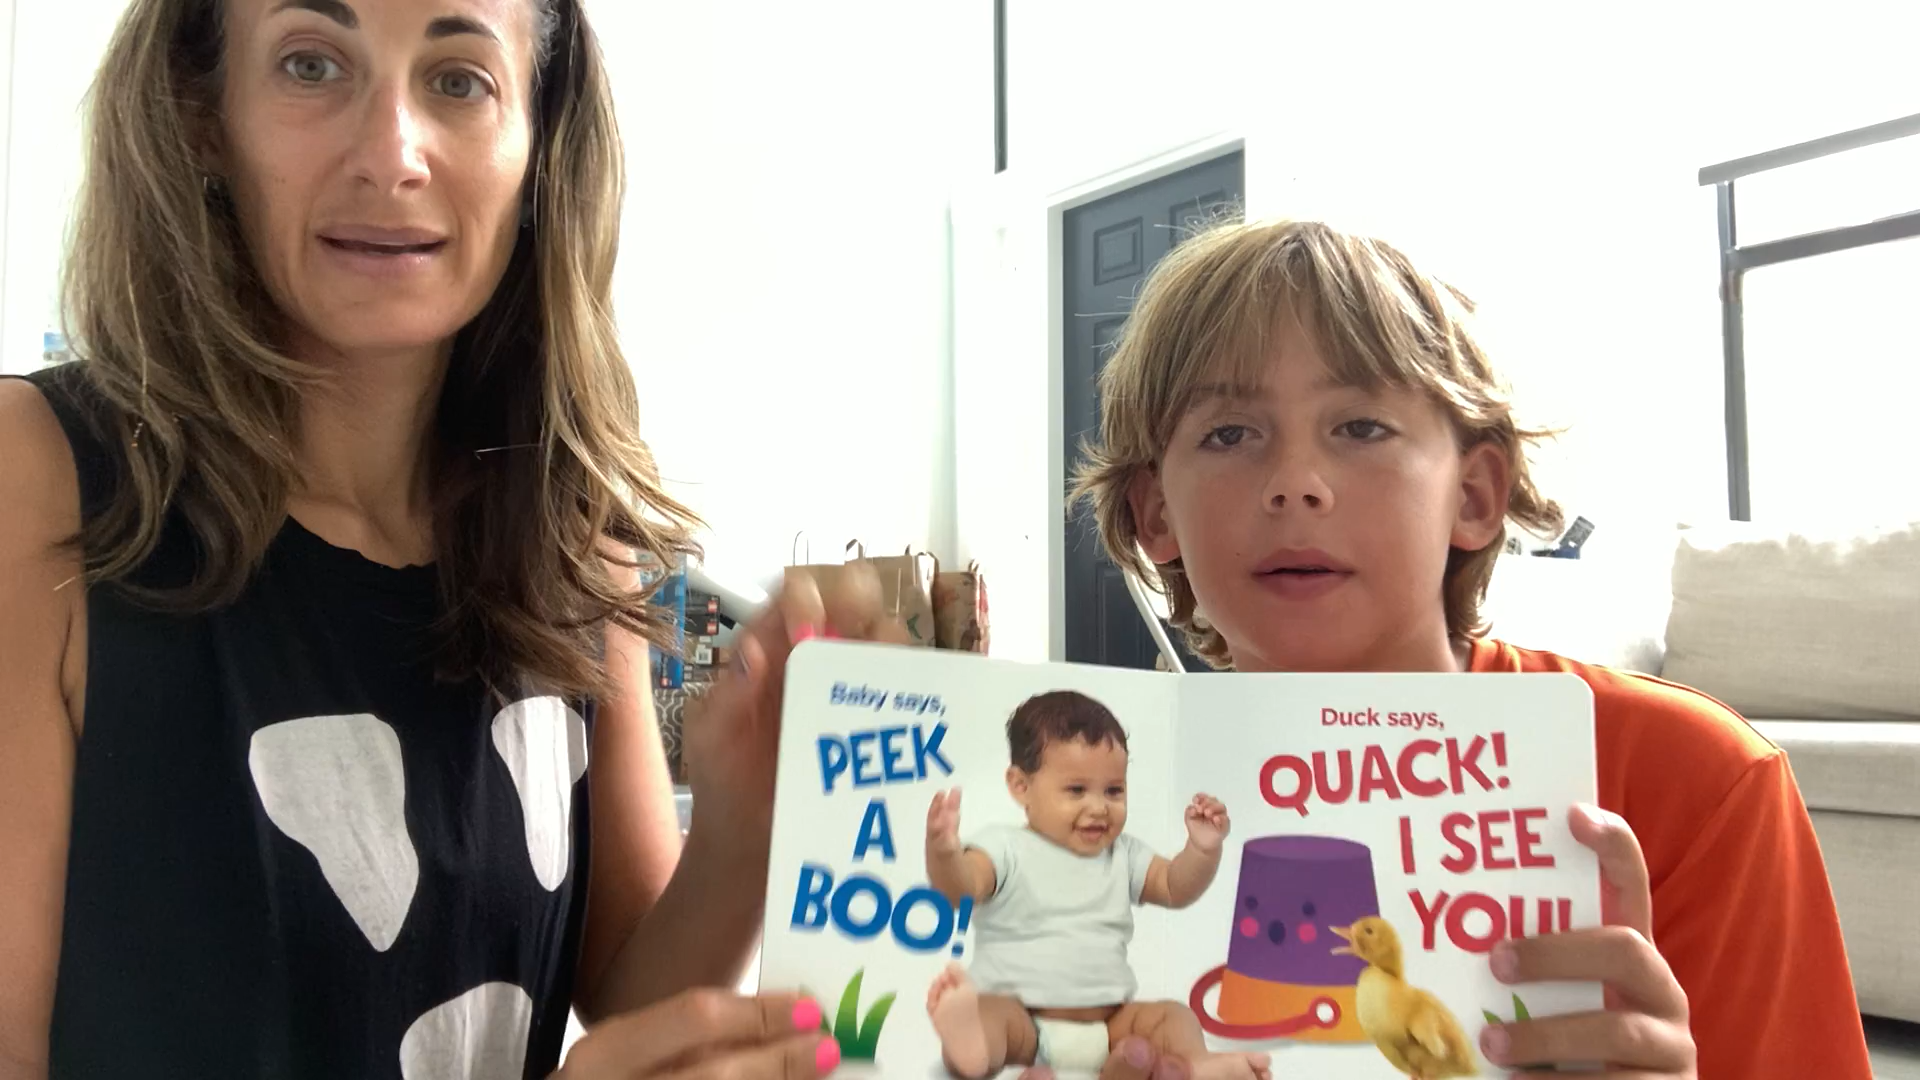 Baby says,
PEEK
A
BOO!
Duck says,
QUACK!
I SEE
YOU!